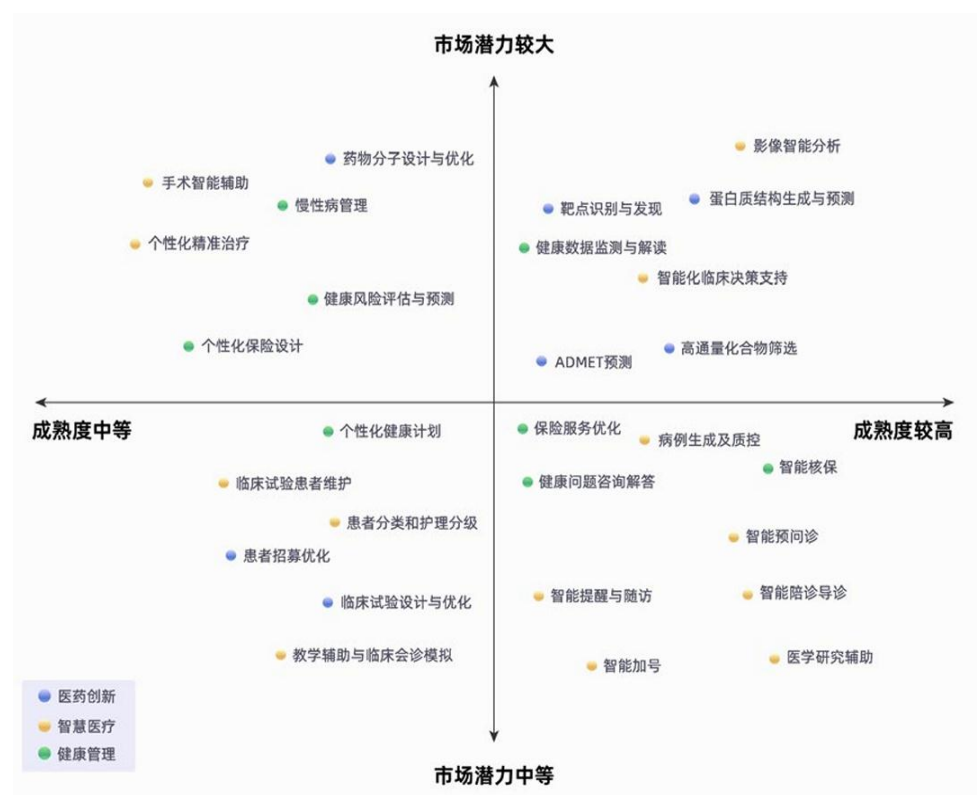 市场潜力较大
影像智能分析
药物分子设计与优化
手术智能辅助
慢性病管理
蛋白质结构生成与预测
靶点识别与发现
个性化精准治疗
健康数据监测与解读
智能化临床决策支持
健康风险评估与预测
个性化保险设计
高通量化合物筛选
ADMET预测
成熟度中等
成熟度较高
个性化健康计划
保险服务优化
病例生成及质控
智能核保
临床试验患者维护
健康问题咨询解答
患者分类和护理分级
智能预问诊
患者招募优化
智能提醒与随访
智能陪诊导诊
临床试验设计与优化
教学辅助与临床会诊模拟
智能加号
医学研究辅助
医药创新
智慧医疗
健康管理
市场潜力中等